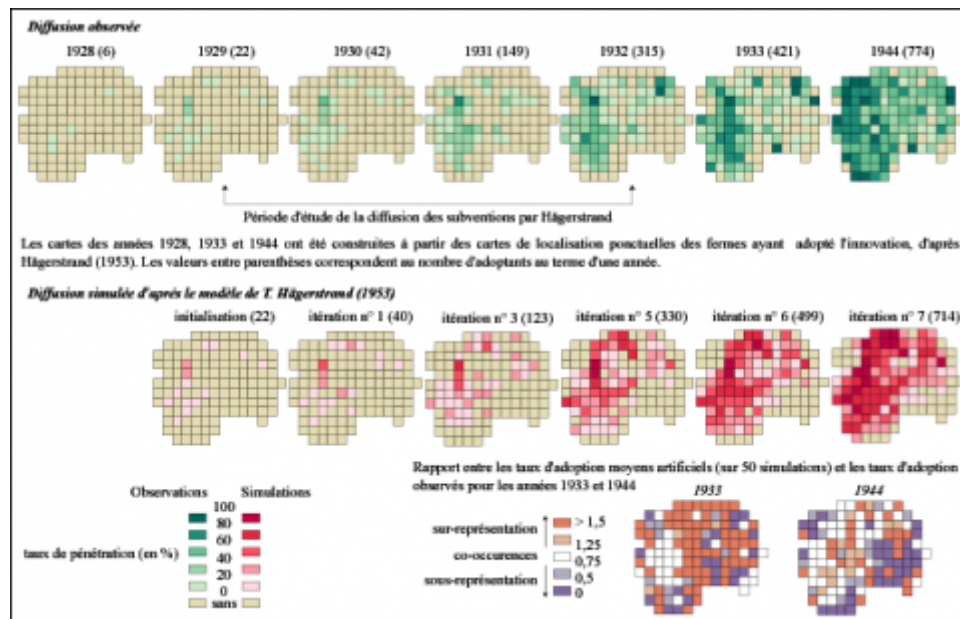 Diffusion observée
1928 (6) 1929 (22) 1930 (42) 1931 (149) 1932 (315) 1933 (421) 1944 (774)
Période d'étude de la diffusion des subventions par Hägerstrand
Les cartes des années 1928, 1933 et 1944 ont été construites à partir des cartes de localisation ponctuelles des fermes ayant adopté l'innovation, d'après
Hägerstrand (1953). Les valeurs entre parenthèses correspondent au nombre d'adoptants au terme d'une année.
Diffusion simulée d'après le modèle de T. Hägerstrand (1953)
initialisation (22) itération n° 1 (40) itération n° 3 (123) itération n° 5 (330) itération n° 6 (499) itération n° 7 (714)
Rapport entre les taux d'adoption moyens artificiels (sur 50 simulations) et les taux d'adoption
observés pour les années 1933 et 1944
1933 1944
Observations Simulations
100
80
60
taux de pénétration (en %) 40
20
0
sans
sur-représentation > 1,5
1,25
co-occurences 0,75
sous-représentation 0,5
0